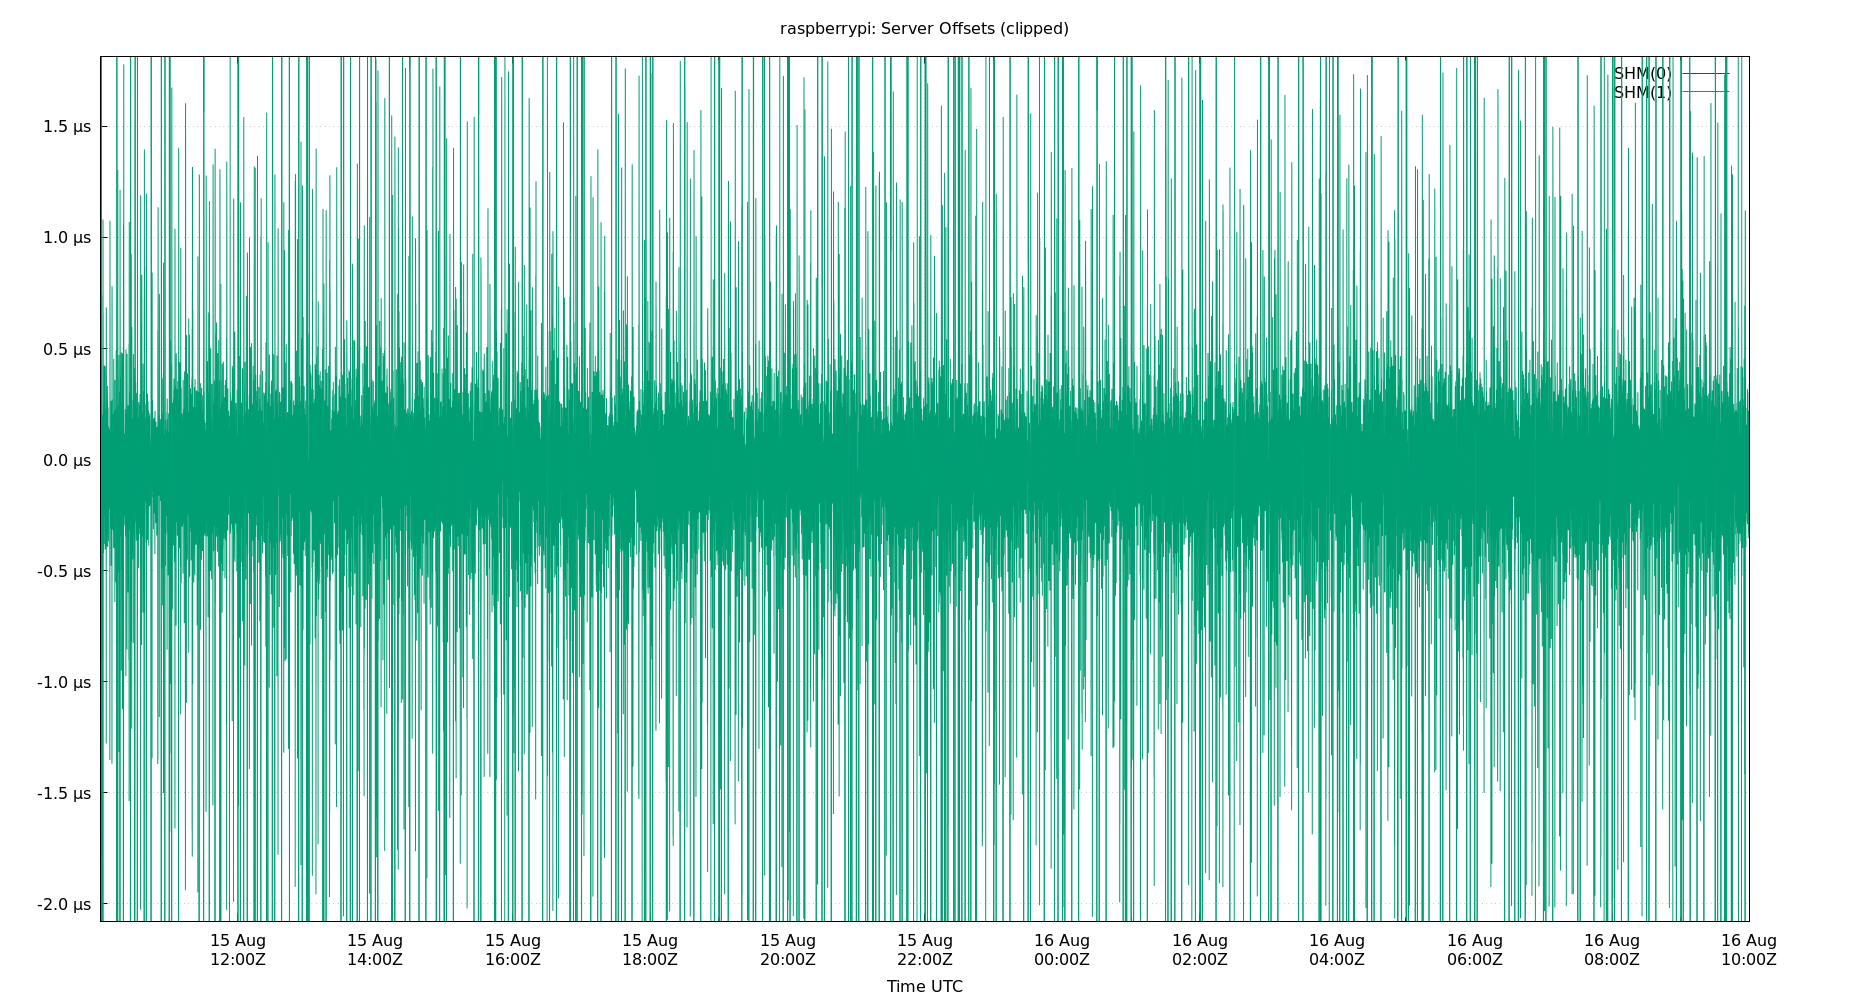 raspberrypi: Server Offsets (clipped)
SHM(0)
SHM(1)
1.5 µs
1.0 µs
0.5 µs
0.0 µs
-0.5 µs
-1.0 µs
-1.5 µs
-2.0 µs
15 Aug 15 Aug 15 Aug 15 Aug 15 Aug 15 Aug 16 Aug 16 Aug 16 Aug 16 Aug 16 Aug 16 Aug
12:00Z 14:00Z 16:00Z 18:00Z 20:00Z 22:00Z 00:00Z 02:00Z 04:00Z 06:00Z 08:00Z 10:00Z
Time UTC